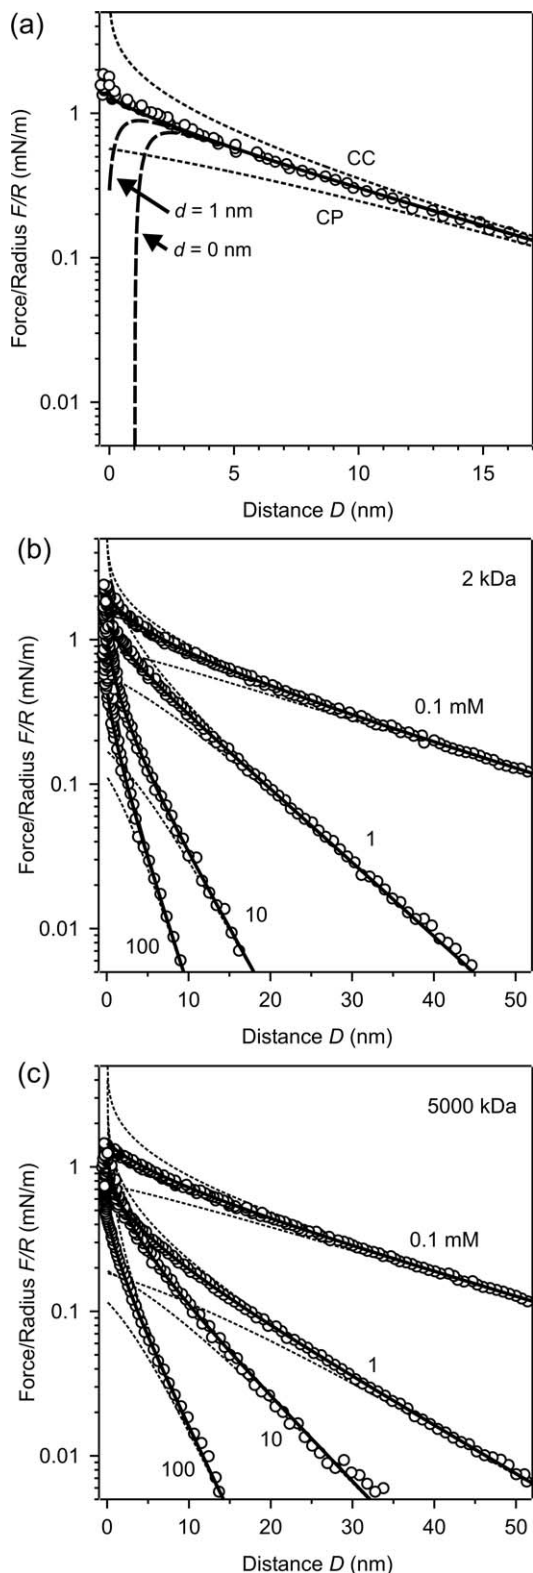 (a)
Force/Radius F/R (mN/m)
1
0.1
0.01
CC
CP
d = 1 nm
d = 0 nm
0 5 10 15
Distance D (nm)
(b)
2 kDa
Force/Radius F/R (mN/m)
1
0.1
0.01
0.1 mM
1
10
100
0 10 20 30 40 50
Distance D (nm)
(c)
5000 kDa
Force/Radius F/R (mN/m)
1
0.1
0.01
0.1 mM
1
10
100
0 10 20 30 40 50
Distance D (nm)